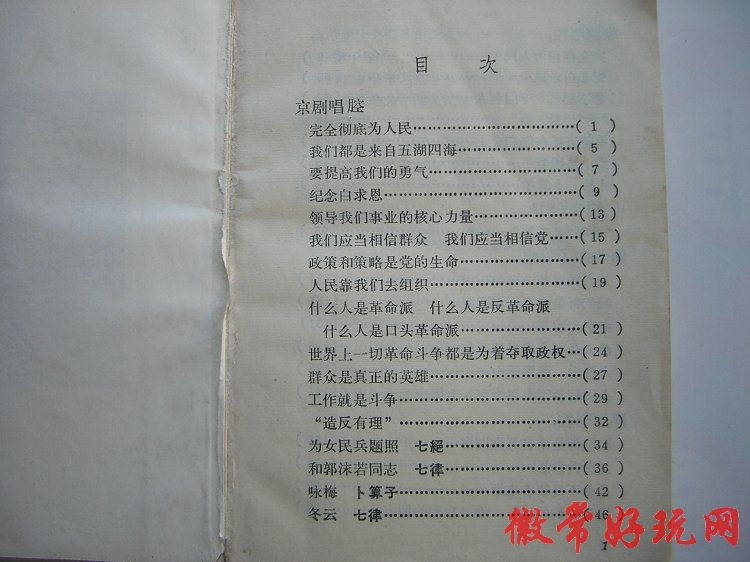 目 次
京剧唱腔
完全彻底为人民……………………………( 1 )
我们都是来自五湖四海……………………( 5 )
要提高我们的勇气…………………………( 7 )
纪念白求恩…………………………………( 9 )
领导我们事业的核心力量…………………( 13 )
我们应当相信群众 我们应当相信党……( 15 )
政策和策略是党的生命……………………( 17 )
人民靠我们去组织…………………………( 19 )
什么人是革命派 什么人是反革命派
什么人是口头革命派……………………( 21 )
世界上一切革命斗争都是为着夺取政权…( 24 )
群众是真正的英雄…………………………( 27 )
工作就是斗争………………………………( 29 )
“造反有理”………………………………( 32 )
为女民兵题照 七絕………………………( 34 )
和郭沫若同志 七律………………………( 36 )
咏梅 卜算子………………………………( 42 )
冬云 七律…………………………………( 46
徽常好玩网
1